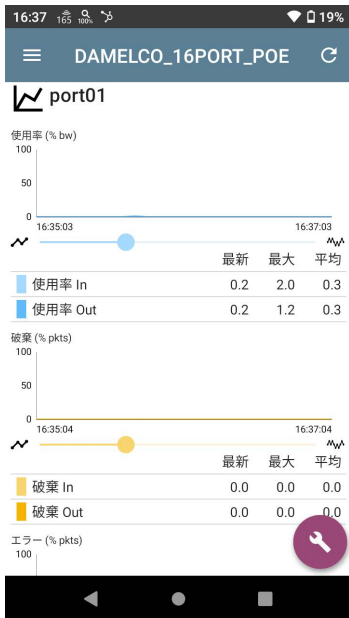 16:37 165 100% 19%
DAMELCO_16PORT_POE
port01
使用率 (% bw)
100
50
0
16:35:03 16:37:03
最新 最大 平均
使用率 In 0.2 2.0 0.3
使用率 Out 0.2 1.2 0.3
破棄 (% pkts)
100
50
0
16:35:04 16:37:04
最新 最大 平均
破棄 In 0.0 0.0 0.0
破棄 Out 0.0 0.0 0.0
エラー (% pkts)
100